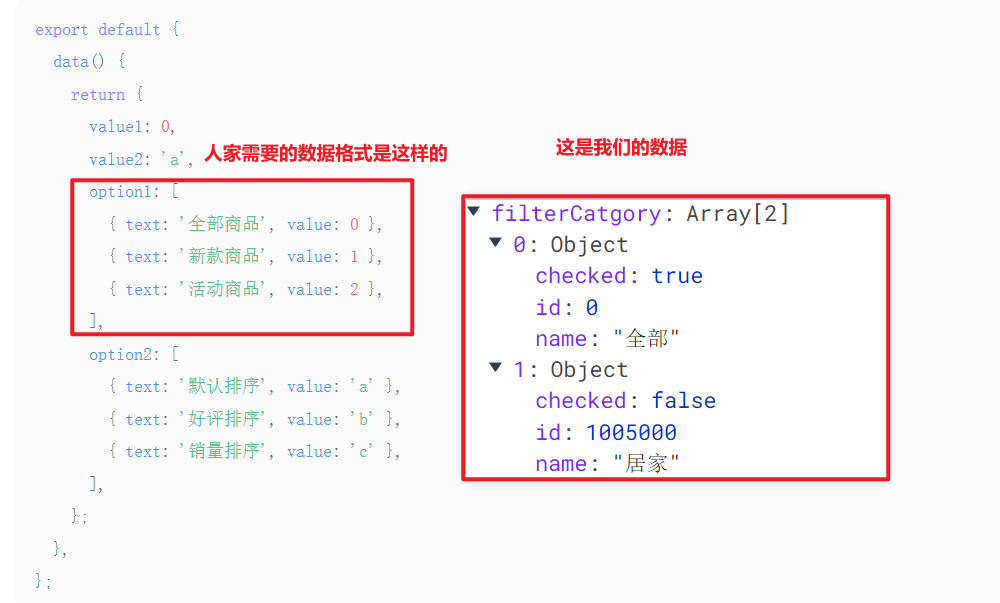 export default {
data() {
return {
value1: 0,
value2: 'a',
人家需要的数据格式是这样的
option1: [
{ text: '全部商品', value: 0 },
{ text: '新款商品', value: 1 },
{ text: '活动商品', value: 2 },
],
option2: [
{ text: '默认排序', value: 'a' },
{ text: '好评排序', value: 'b' },
{ text: '销量排序', value: 'c' },
],
};
},
};
这是我们的数据
▼ filterCatgory: Array[2]
▼ 0: Object
checked: true
id: 0
name: "全部"
▼ 1: Object
checked: false
id: 1005000
name: "居家"